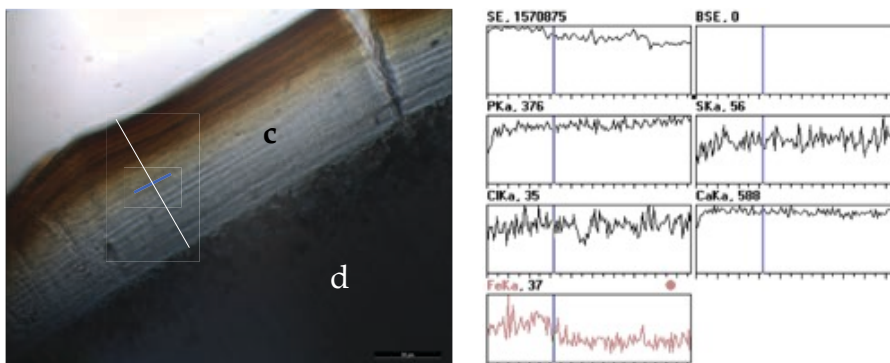 c
d
SE, 1570875
BSE, 0
PKa, 376
SKa, 56
ClKa, 35
CaKa, 588
FeKa, 37